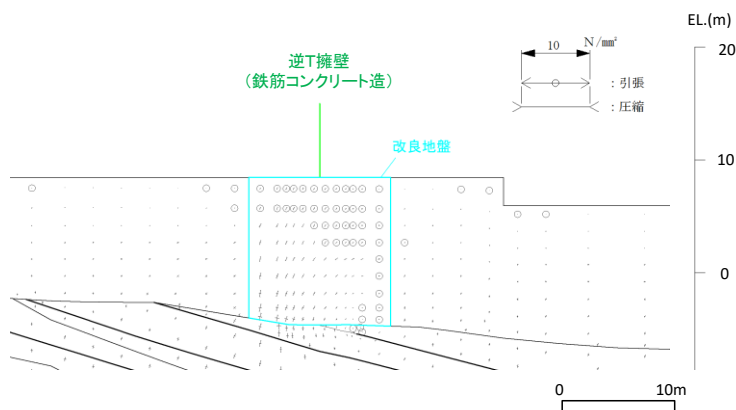 EL.(m)
20
10 N/mm²
逆T擁壁
(鉄筋コンクリート造)
：引張
：圧縮
改良地盤
10
0
0 10m